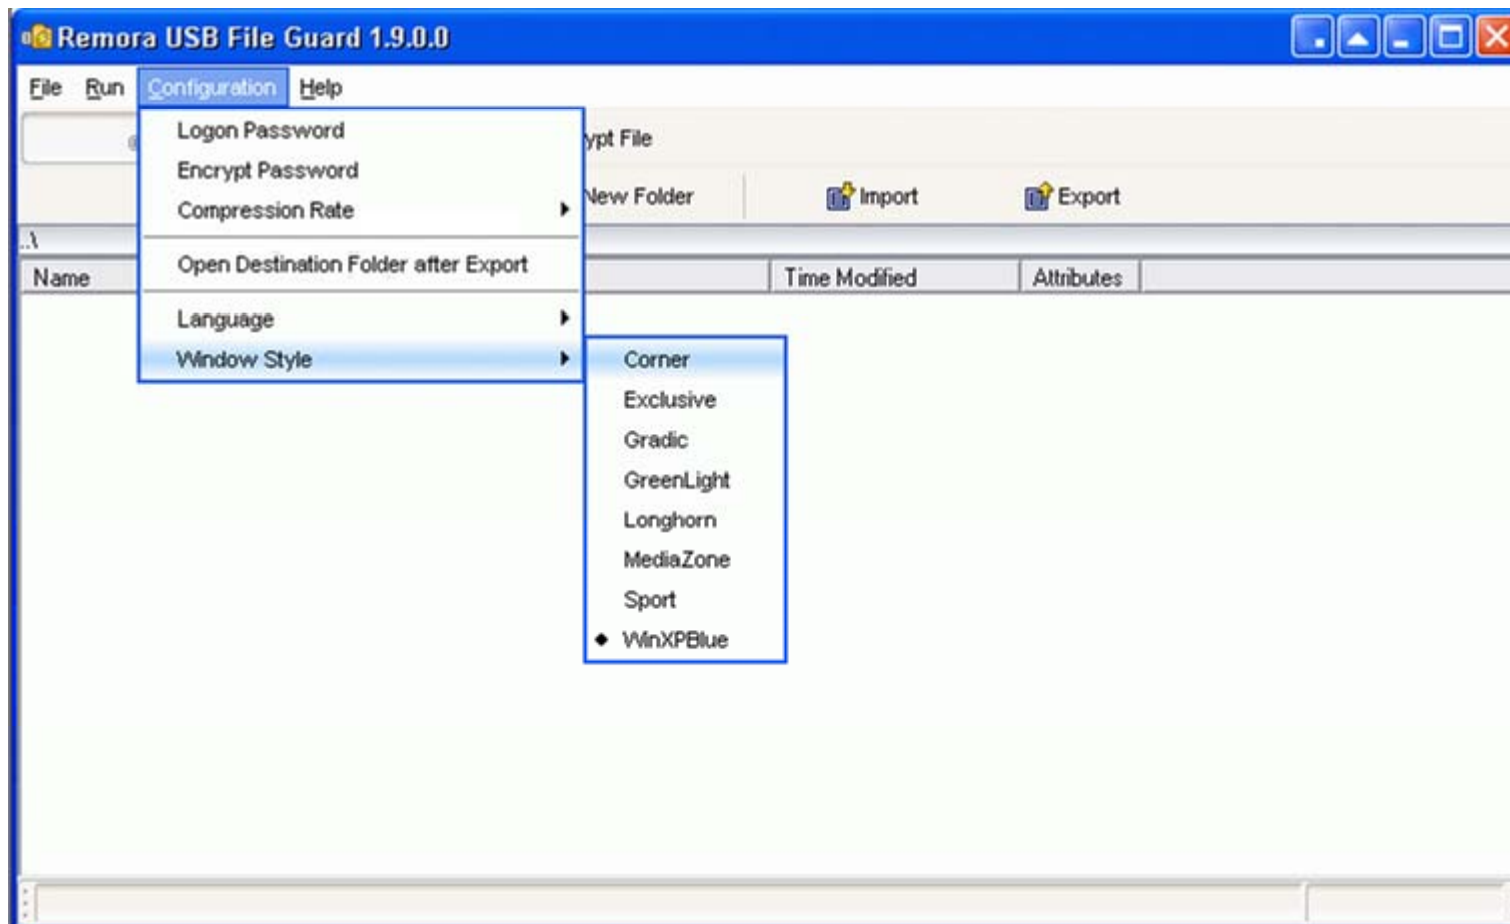 Remora USB File Guard 1.9.0.0
File Run Configuration Help
Logon Password
ypt File
Encrypt Password
New Folder Import Export
Compression Rate
..\
Open Destination Folder after Export
Name Time Modified Attributes
Language
Window Style
Corner
Exclusive
Gradic
GreenLight
Longhorn
MediaZone
Sport
WinXPBlue